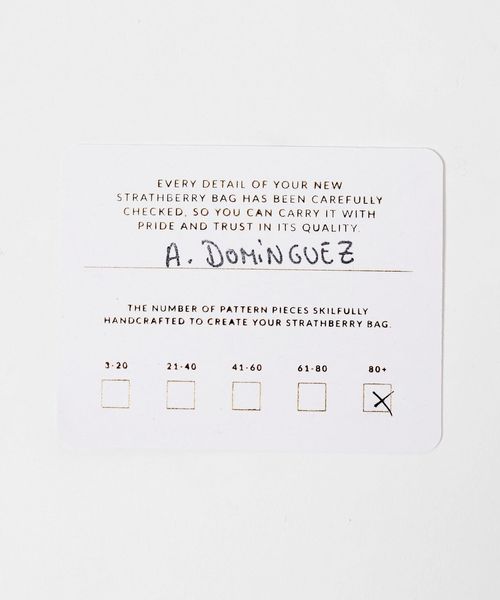 EVERY DETAIL OF YOUR NEW
STRATHBERRY BAG HAS BEEN CAREFULLY
CHECKED, SO YOU CAN CARRY IT WITH
PRIDE AND TRUST IN ITS QUALITY.
A. DOMINGUEZ
THE NUMBER OF PATTERN PIECES SKILFULLY
HANDCRAFTED TO CREATE YOUR STRATHBERRY BAG.
3-20 21-40 41-60 61-80 80+
X